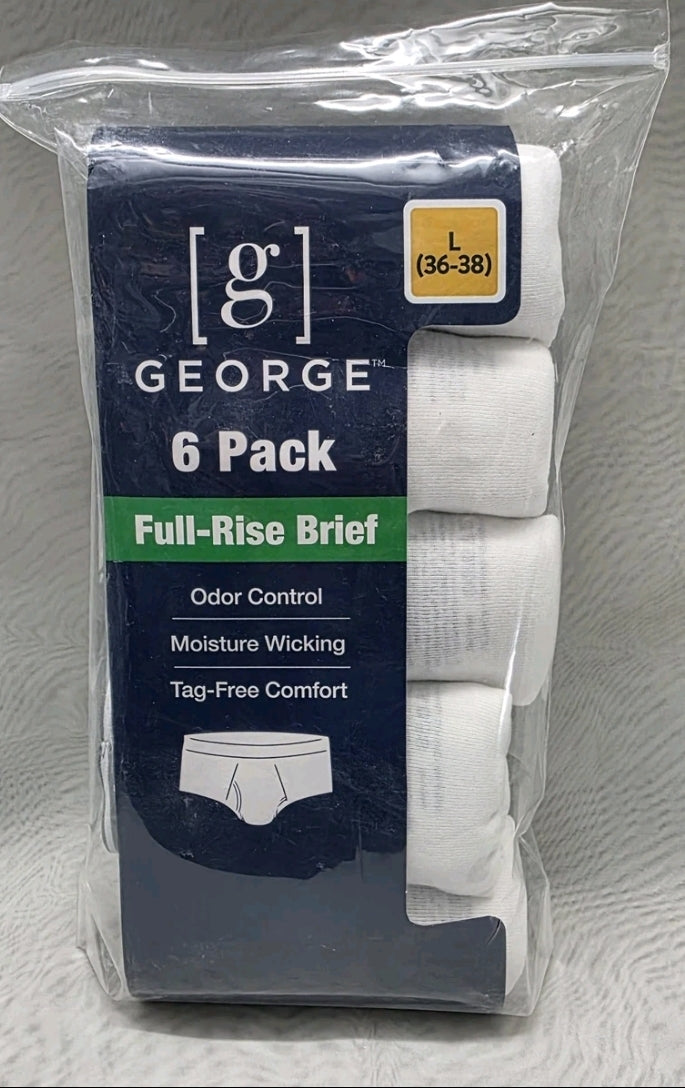 L
(36-38)
[g]
GEORGE™
6 Pack
Full-Rise Brief
Odor Control
Moisture Wicking
Tag-Free Comfort